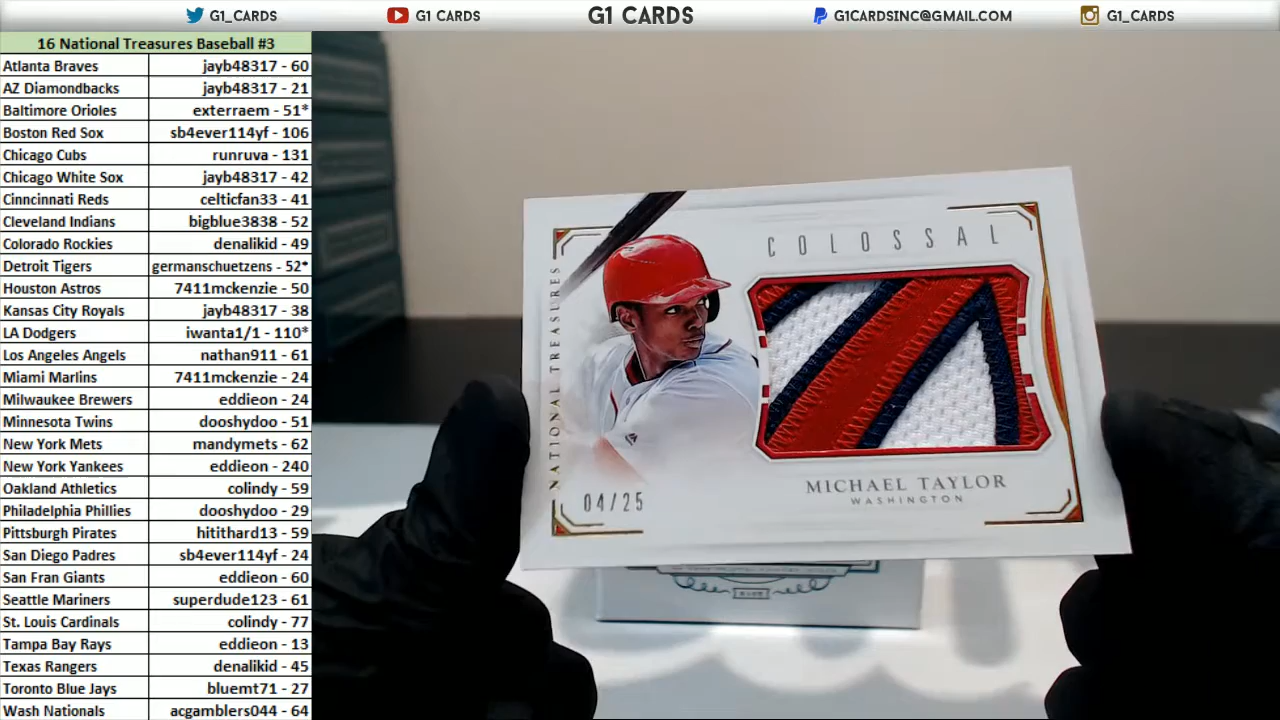 G1_CARDS G1 CARDS G1 CARDS G1CARDSINC@GMAIL.COM G1_CARDS
16 National Treasures Baseball #3
Atlanta Braves jayb48317 - 60
AZ Diamondbacks jayb48317 - 21
Baltimore Orioles exterraem - 51*
Boston Red Sox sb4ever114yf - 106
Chicago Cubs runruva - 131
Chicago White Sox jayb48317 - 42
Cinncinnati Reds celticfan33 - 41
Cleveland Indians bigblue3838 - 52
Colorado Rockies denalikid - 49
Detroit Tigers germanschuetzens - 52*
Houston Astros 7411mckenzie - 50
Kansas City Royals jayb48317 - 38
LA Dodgers iwanta1/1 - 110*
Los Angeles Angels nathan911 - 61
Miami Marlins 7411mckenzie - 24
Milwaukee Brewers eddieon - 24
Minnesota Twins dooshydoo - 51
New York Mets mandymets - 62
New York Yankees eddieon - 240
Oakland Athletics colindy - 59
Philadelphia Phillies dooshydoo - 29
Pittsburgh Pirates hitithard13 - 59
San Diego Padres sb4ever114yf - 24
San Fran Giants eddieon - 60
Seattle Mariners superdude123 - 61
St. Louis Cardinals colindy - 77
Tampa Bay Rays eddieon - 13
Texas Rangers denalikid - 45
Toronto Blue Jays bluemt71 - 27
Wash Nationals acgamblers044 - 64
COLOSSAL
NATIONAL TREASURES
04/25
MICHAEL TAYLOR
WASHINGTON